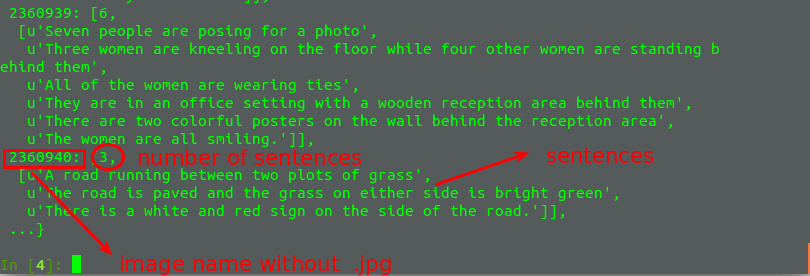 2360939: [6,
[u'Seven people are posing for a photo',
u'Three women are kneeling on the floor while four other women are standing b
ehind them',
u'All of the women are wearing ties',
u'They are in an office setting with a wooden reception area behind them',
u'There are two colorful posters on the wall behind the reception area',
u'The women are all smiling.']],
2360940: [3, number of sentences
sentences
[u'A road running between two plots of grass',
u'The road is paved and the grass on either side is bright green',
u'There is a white and red sign on the side of the road.']],
...}
In [4]: image name without .jpg